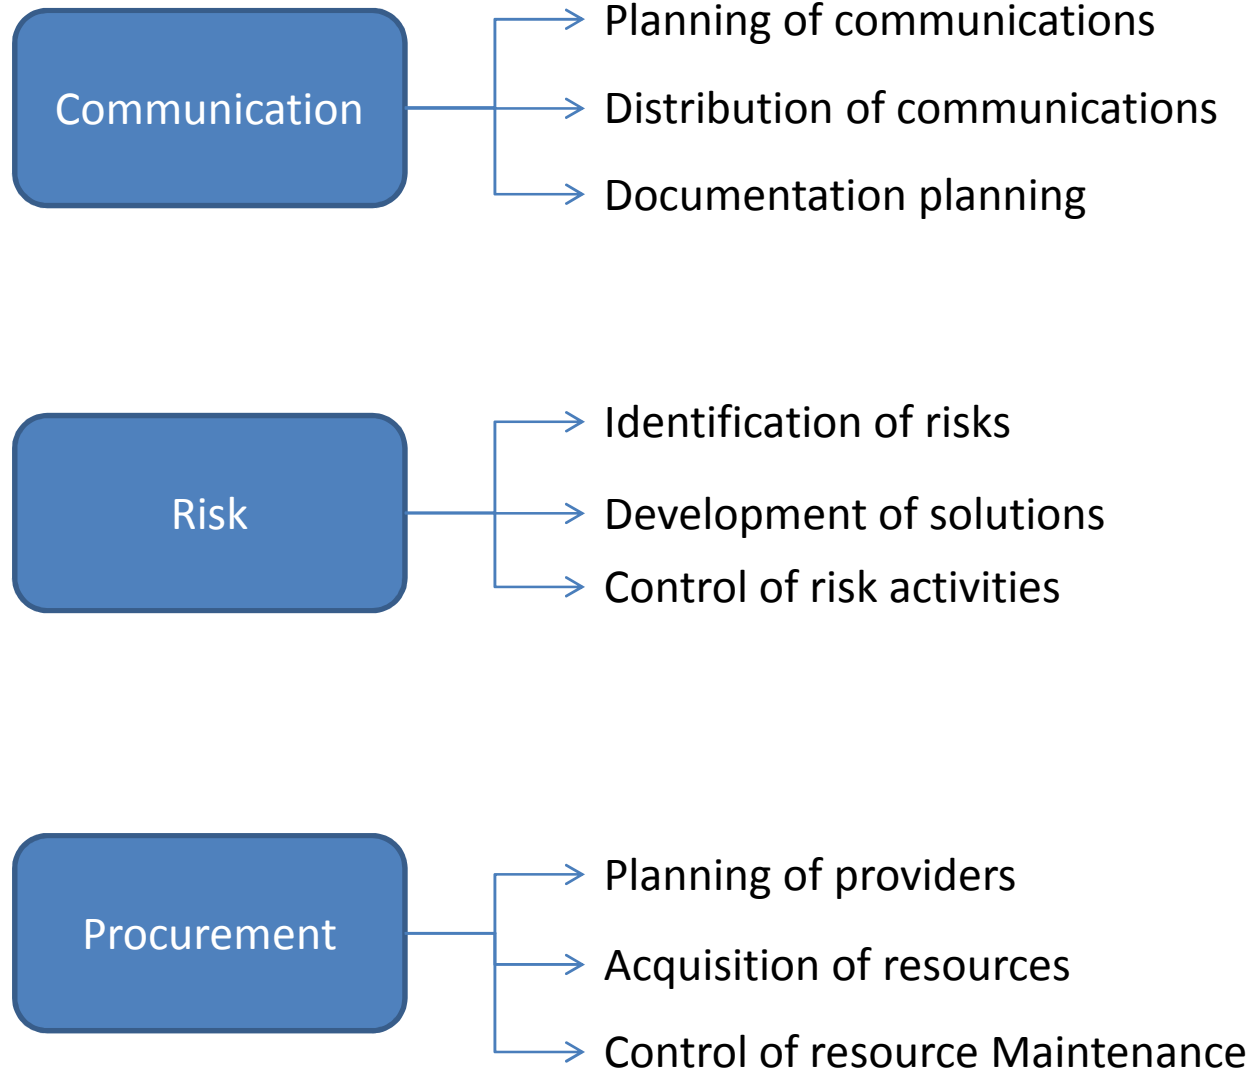 Communication
Planning of communications
Distribution of communications
Documentation planning
Risk
Identification of risks
Development of solutions
Control of risk activities
Procurement
Planning of providers
Acquisition of resources
Control of resource Maintenance